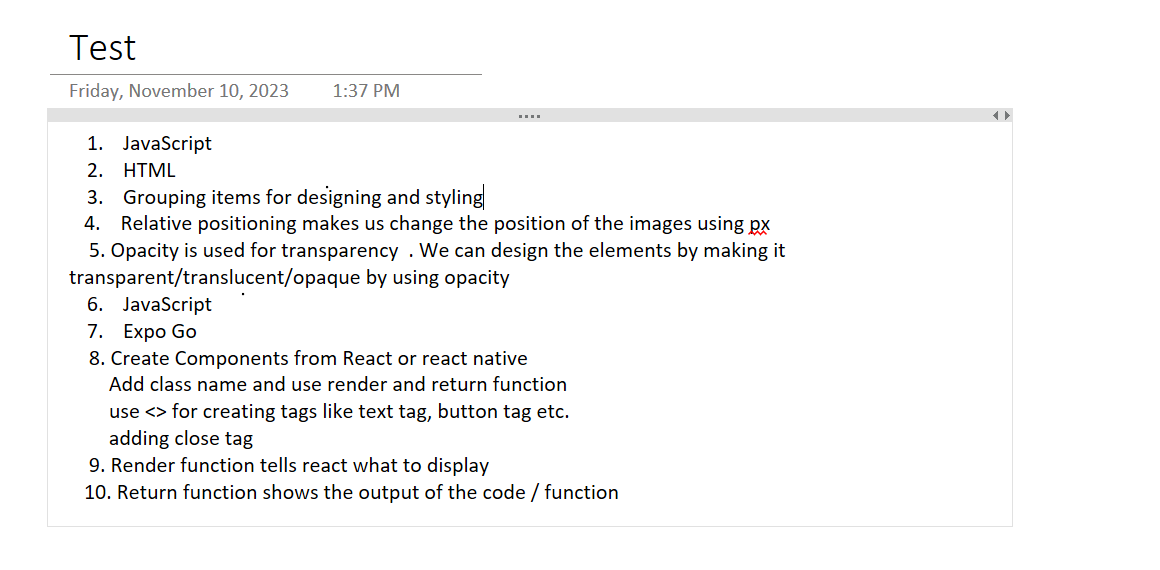 Test
Friday, November 10, 2023 1:37 PM
1. JavaScript
2. HTML
3. Grouping items for designing and styling
4. Relative positioning makes us change the position of the images using px
5. Opacity is used for transparency . We can design the elements by making it
transparent/translucent/opaque by using opacity
6. JavaScript
7. Expo Go
8. Create Components from React or react native
Add class name and use render and return function
use <> for creating tags like text tag, button tag etc.
adding close tag
9. Render function tells react what to display
10. Return function shows the output of the code / function